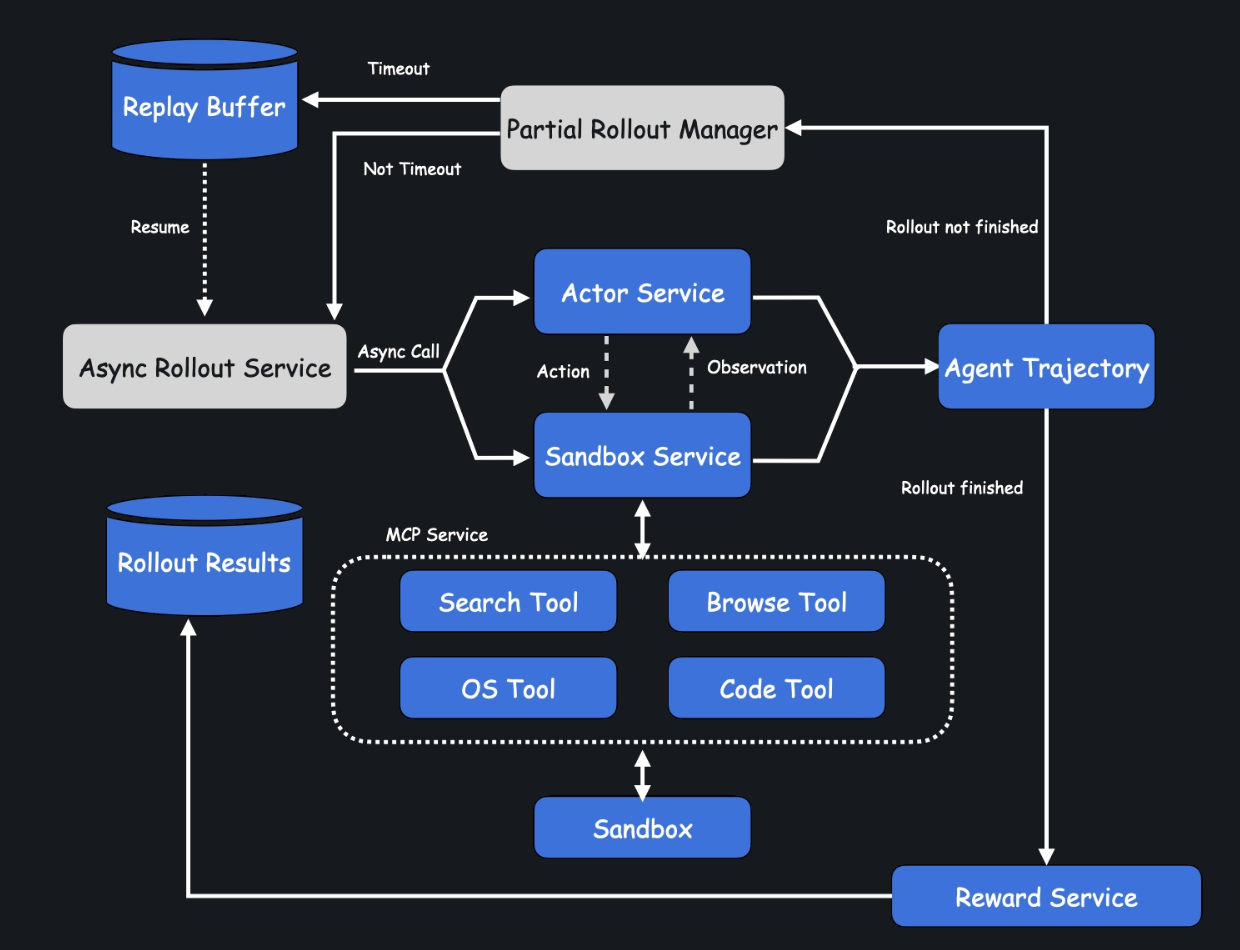 Timeout
Replay Buffer
Partial Rollout Manager
Not Timeout
Resume
Rollout not finished
Actor Service
Async Rollout Service
Async Call
Action
Observation
Agent Trajectory
Sandbox Service
Rollout finished
MCP Service
Rollout Results
Search Tool
Browse Tool
OS Tool
Code Tool
Sandbox
Reward Service